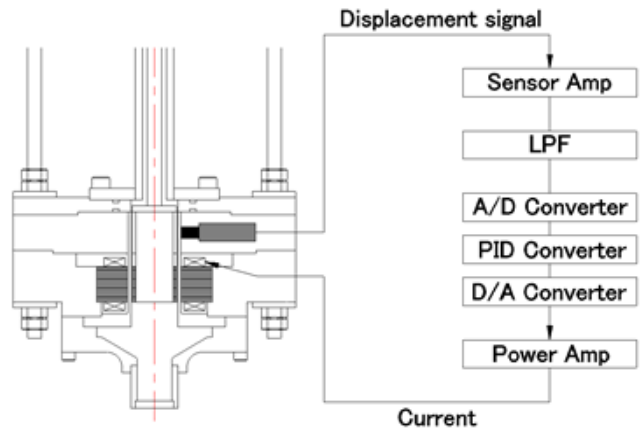 Displacement signal
Sensor Amp
LPF
A/D Converter
PID Converter
D/A Converter
Power Amp
Current